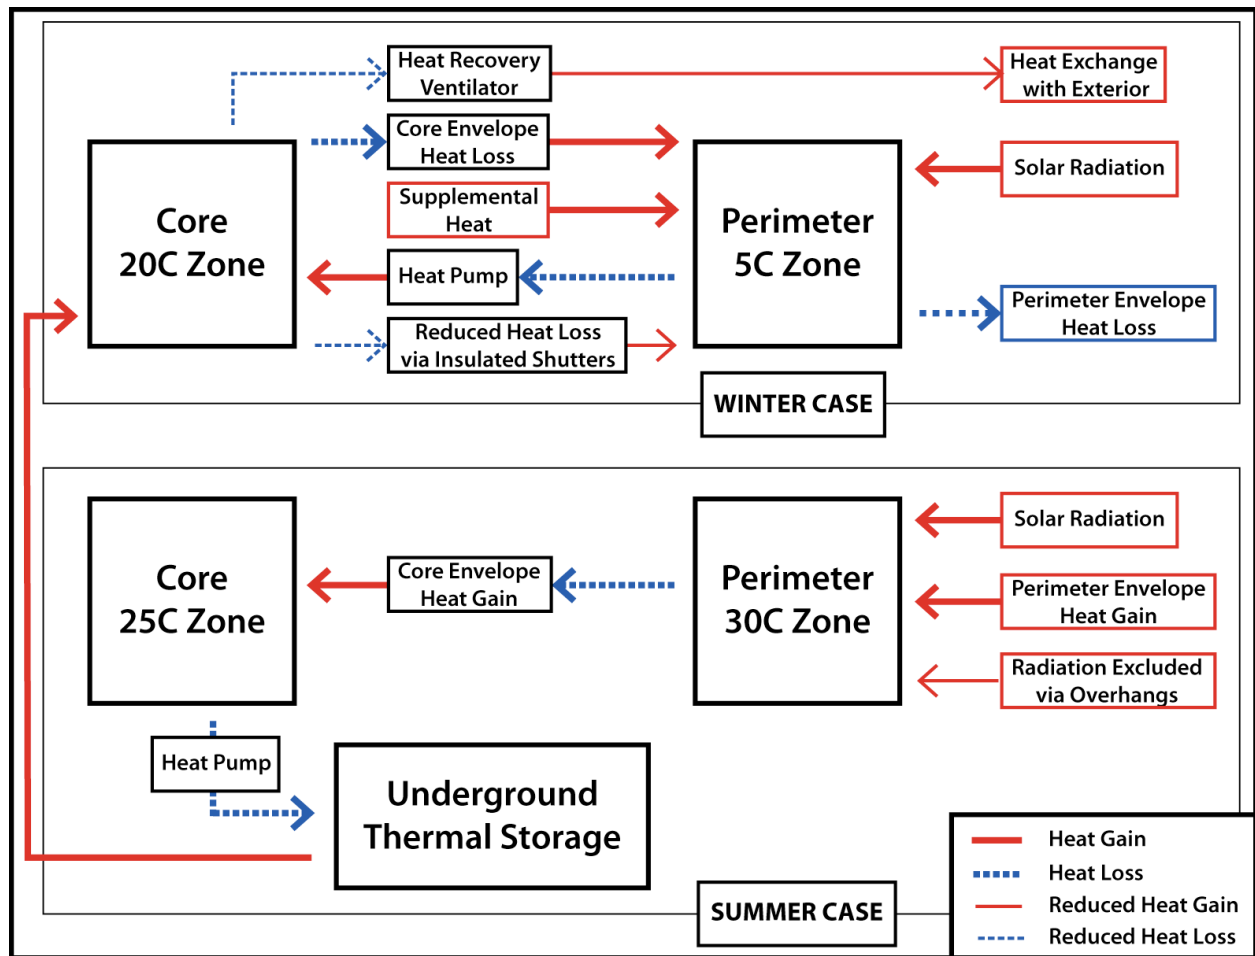 Heat Recovery
Ventilator
Heat Exchange
with Exterior
Core Envelope
Heat Loss
Solar Radiation
Supplemental
Heat
Core
20C Zone
Perimeter
5C Zone
Heat Pump
Perimeter Envelope
Heat Loss
Reduced Heat Loss
via Insulated Shutters
WINTER CASE
Solar Radiation
Core
25C Zone
Core Envelope
Heat Gain
Perimeter
30C Zone
Perimeter Envelope
Heat Gain
Radiation Excluded
via Overhangs
Heat Pump
Underground
Thermal Storage
SUMMER CASE
Heat Gain
Heat Loss
Reduced Heat Gain
Reduced Heat Loss